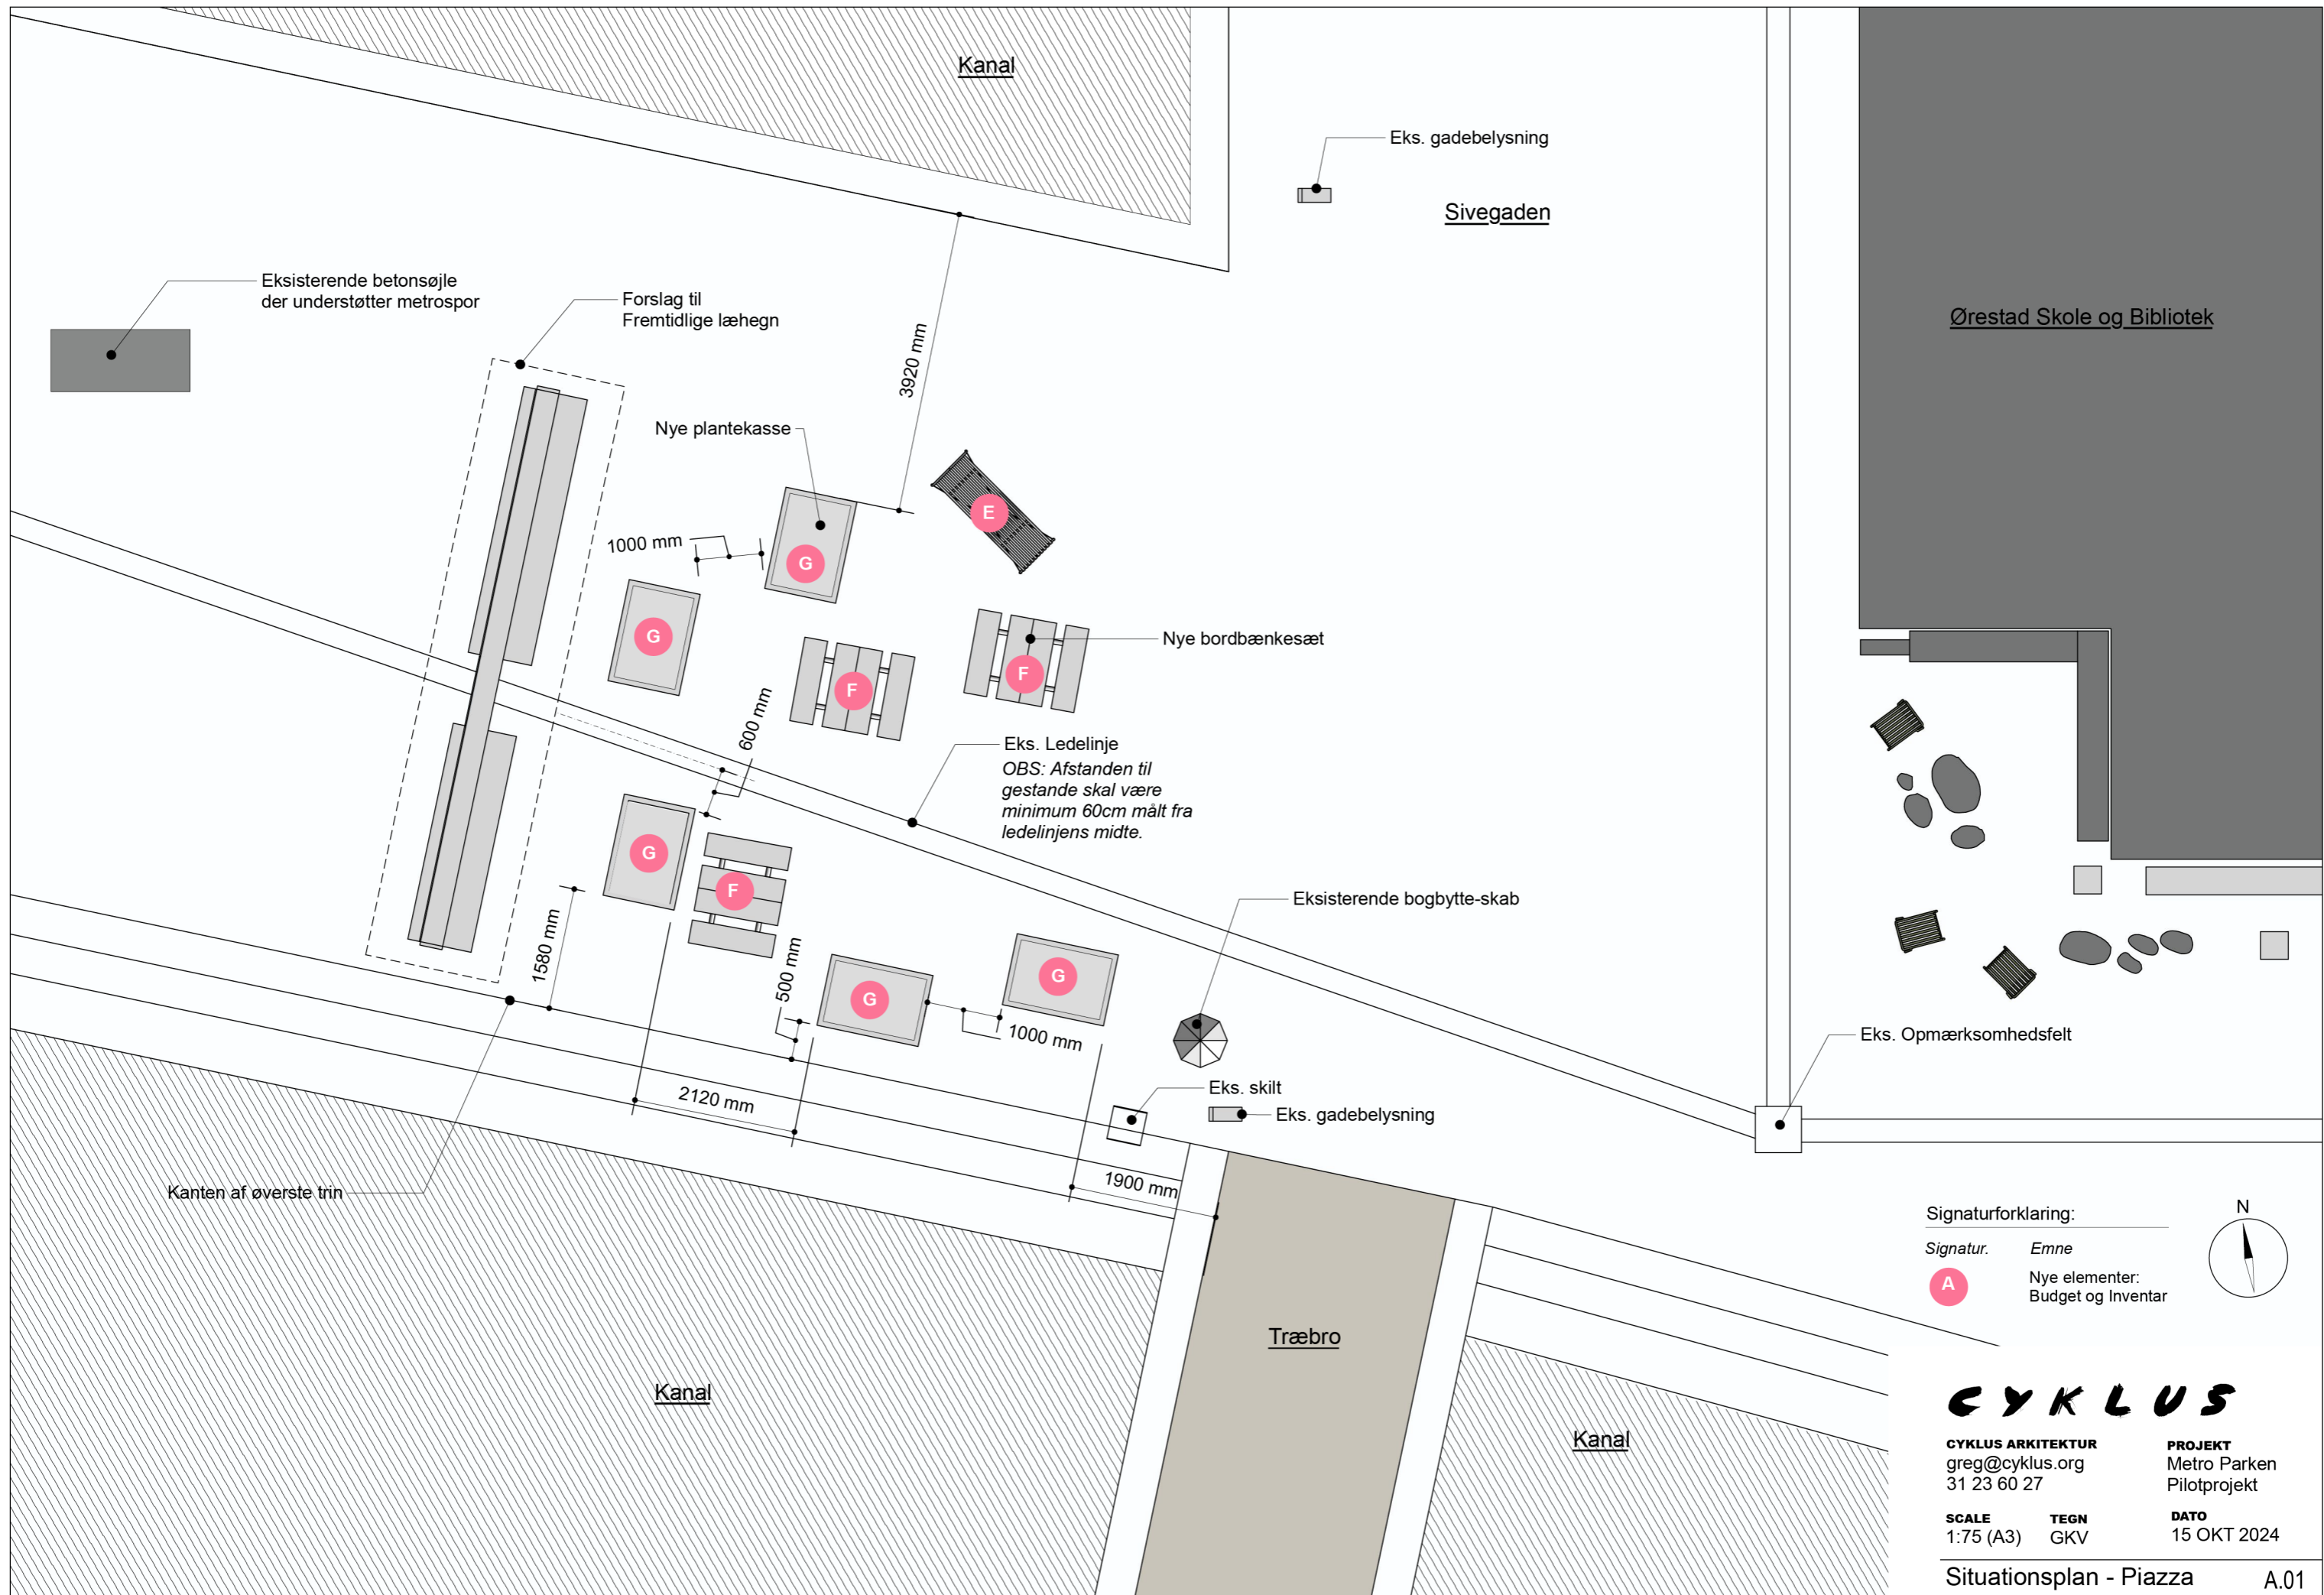 Kanal
Eks. gadebelysning
Sivegaden
Eksisterende betonsøjle
der understøtter metrospor
Forslag til
Fremtidlige læhegn
Ørestad Skole og Bibliotek
3920 mm
Nye plantekasse
E
1000 mm
G
G
Nye bordbænkesæt
F
F
600 mm
Eks. Ledelinje
OBS: Afstanden til
gestande skal være
minimum 60cm målt fra
ledelinjens midte.
G
F
Eksisterende bogbytte-skab
1580 mm
500 mm
G
G
1000 mm
Eks. Opmærksomhedsfelt
2120 mm
Eks. skilt
Eks. gadebelysning
Kanten af øverste trin
1900 mm
Signaturforklaring:
N
Signatur. Emne
A
Nye elementer:
Budget og Inventar
Træbro
Kanal
Kanal
CYKLUS
CYKLUS ARKITEKTUR
greg@cyklus.org
31 23 60 27
PROJEKT
Metro Parken
Pilotprojekt
SCALE
1:75 (A3)
TEGN
GKV
DATO
15 OKT 2024
Situationsplan - Piazza A.01